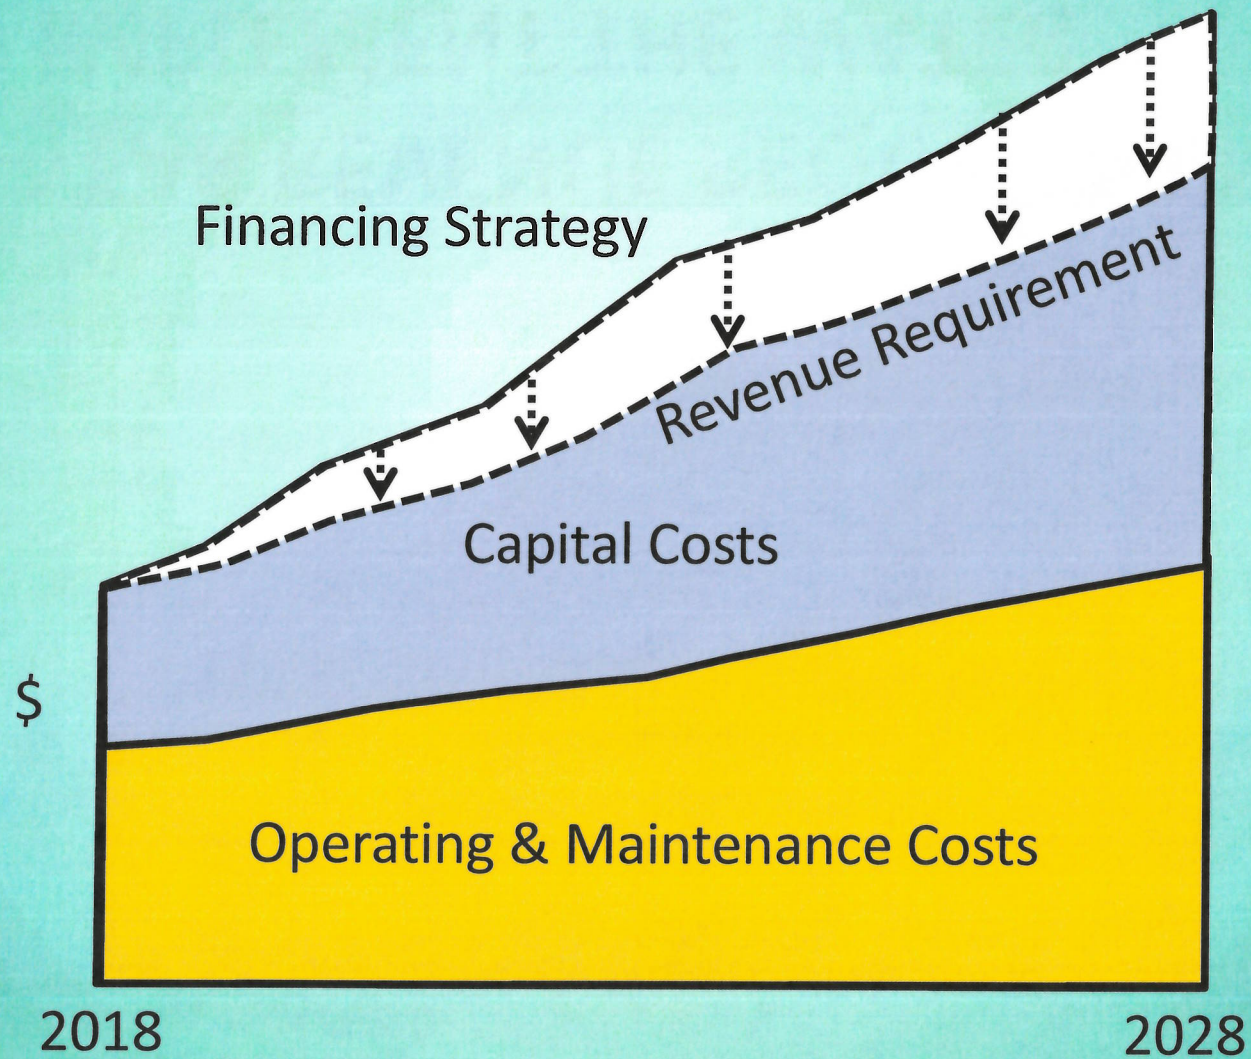 Financing Strategy
Revenue Requirement
Capital Costs
$
Operating & Maintenance Costs
2018
2028